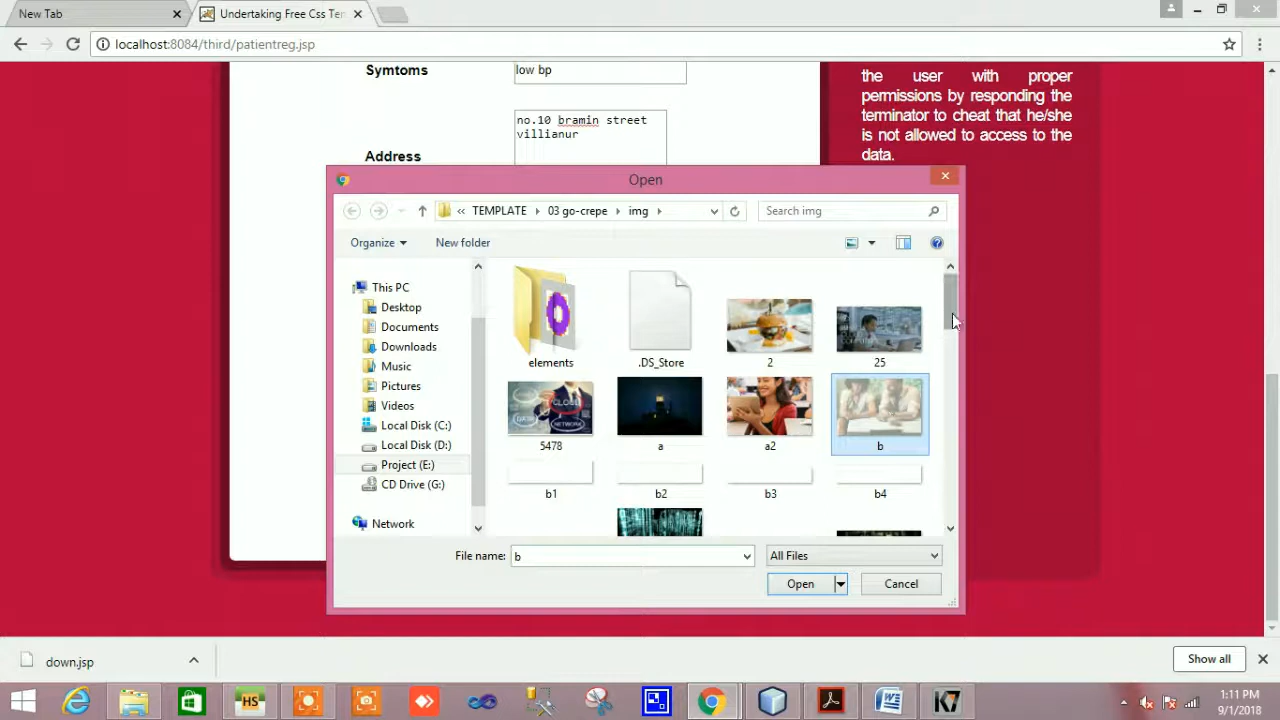 New Tab
Undertaking Free Css Ten
localhost:8084/third/patientreg.jsp
Symtoms
low bp
no.10 bramin street
villianur
Address
the user with proper
permissions by responding the
terminator to cheat that he/she
is not allowed to access to the
data.
Open
« TEMPLATE 03 go-crepe img
Search img
Organize
New folder
This PC
Desktop
Documents
Downloads
Music
Pictures
Videos
Local Disk (C:)
Local Disk (D:)
Project (E:)
CD Drive (G:)
Network
elements
.DS_Store
2
25
5478
a
a2
b
b1
b2
b3
b4
File name:
b
All Files
Open
Cancel
down.jsp
Show all
HS
K7
1:11 PM
9/1/2018